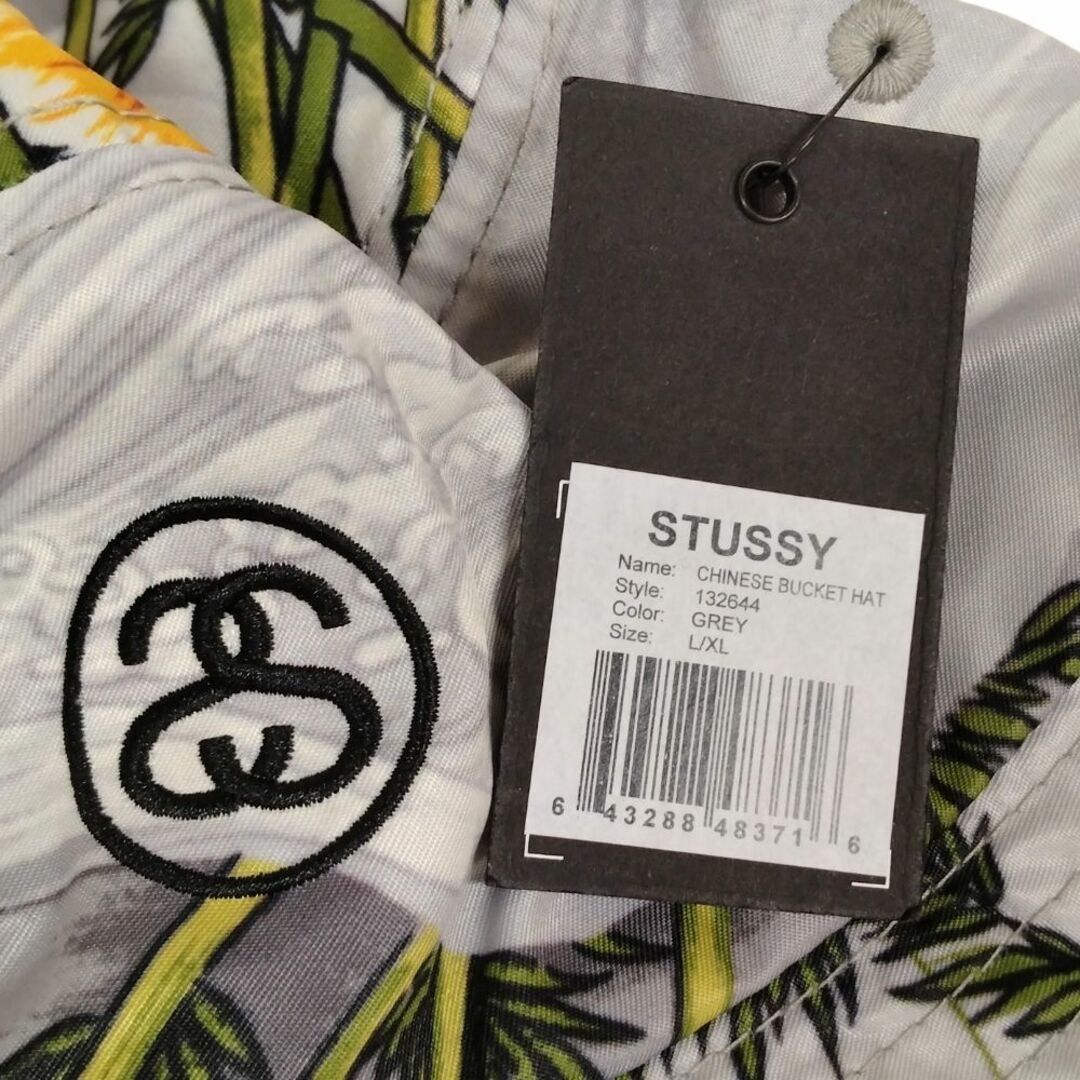 STUSSY
Name: CHINESE BUCKET HAT
Style: 132644
Color: GREY
Size: L/XL
6 43288 48371 6